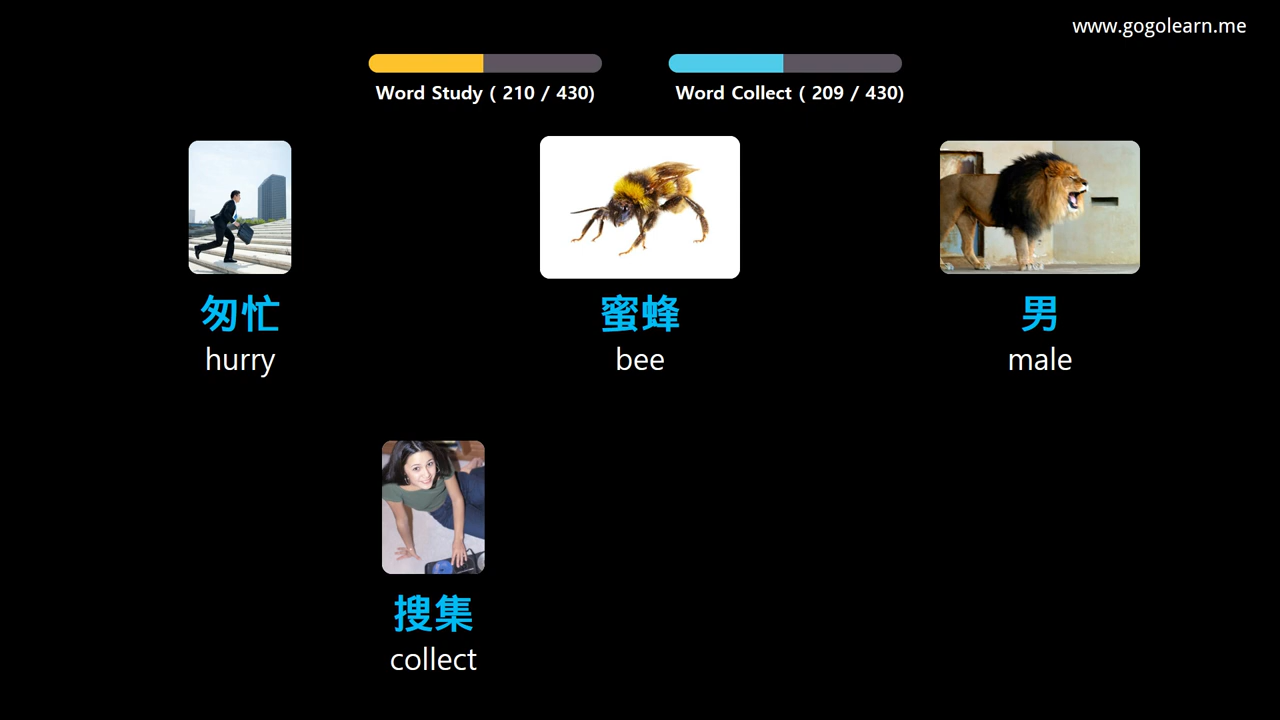 www.gogolearn.me
Word Study ( 210 / 430)
Word Collect ( 209 / 430)
匆忙
hurry
蜜蜂
bee
男
male
搜集
collect